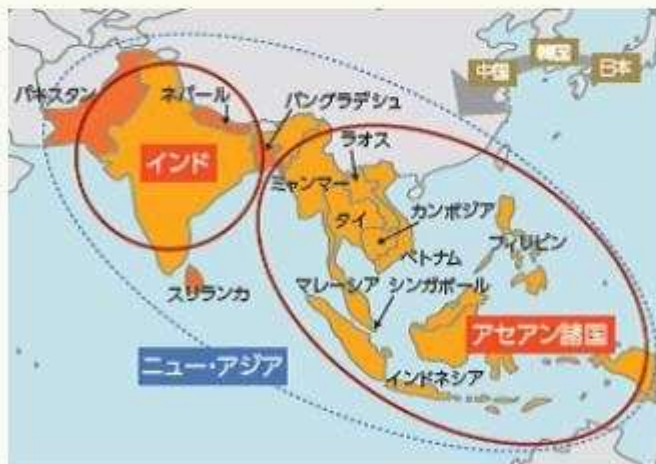 中国
韓国
日本
パキスタン
ネパール
バングラデシュ
インド
ラオス
ミャンマー
タイ
カンボジア
ベトナム
フィリピン
スリランカ
マレーシア
シンガポール
アセアン諸国
ニュー・アジア
インドネシア